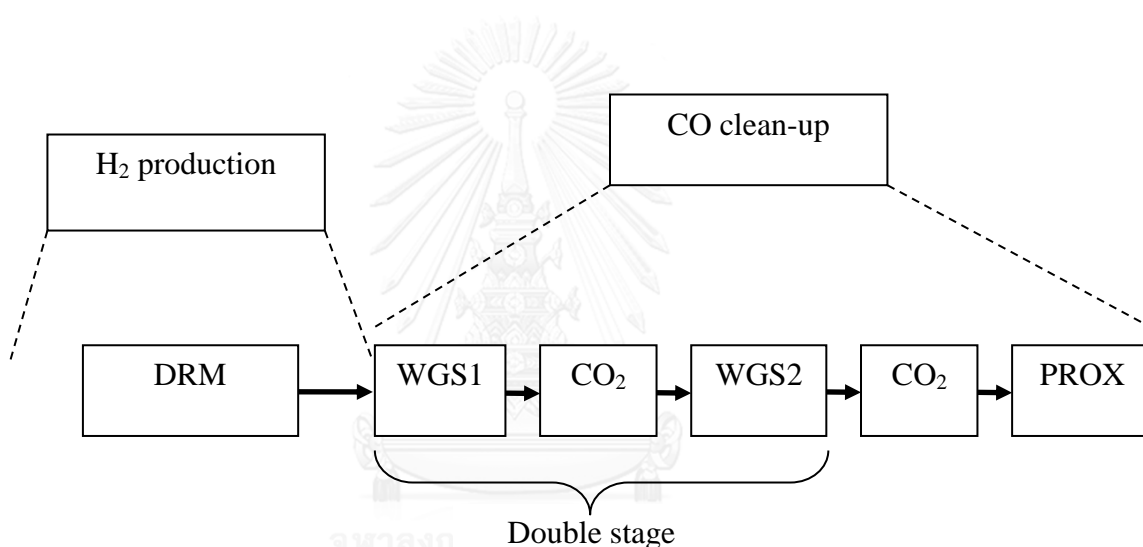 CO clean-up
H₂ production
DRM
WGS1
CO₂
WGS2
CO₂
PROX
Double stage